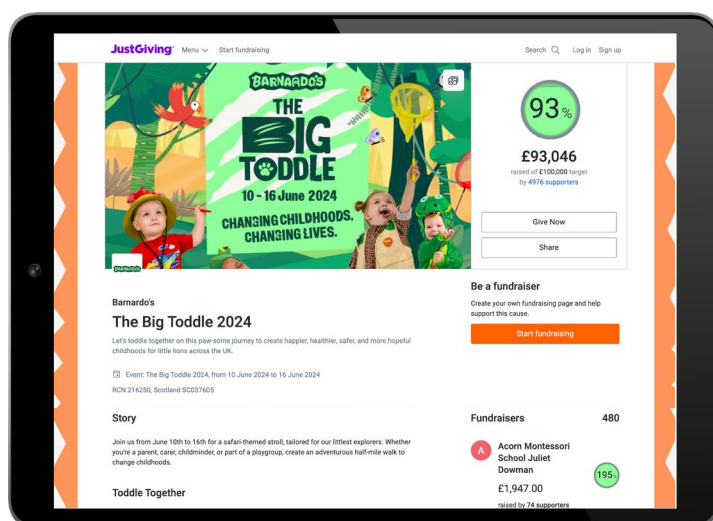 JustGiving Menu Start fundraising Search Log in Sign up
BARNARDO'S
THE
BIG
TODDLE
10 - 16 June 2024
CHANGING CHILDHOODS.
CHANGING LIVES.
BARNARDO'S
93%
£93,046
raised of £100,000 target
by 4976 supporters
Give Now
Share
Barnardo's
The Big Toddle 2024
Let's toddle together on this paw-some journey to create happier, healthier, safer, and more hopeful
childhoods for little lions across the UK.
Event: The Big Toddle 2024, from 10 June 2024 to 16 June 2024
RCN 216250, Scotland SC037605
Be a fundraiser
Create your own fundraising page and help
support this cause.
Start fundraising
Story
Join us from June 10th to 16th for a safari-themed stroll, tailored for our littlest explorers. Whether
you're a parent, carer, childminder, or part of a playgroup, create an adventurous half-mile walk to
change childhoods.
Toddle Together
Fundraisers 480
A
Acorn Montessori
School Juliet
Dowman
£1,947.00
raised by 74 supporters
195%